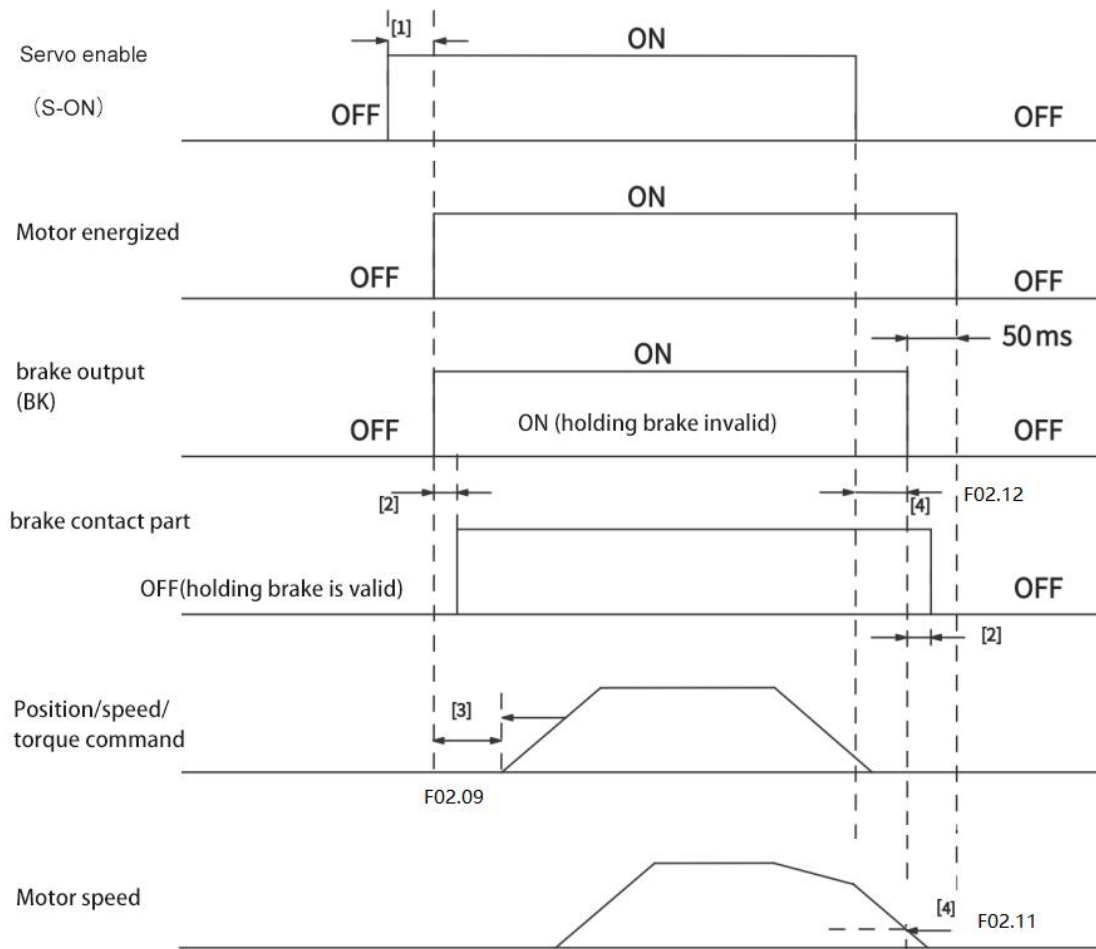 [1]
ON
Servo enable
（S-ON）
OFF
OFF
ON
Motor energized
OFF
OFF
50 ms
ON
brake output
(BK)
ON (holding brake invalid)
OFF
OFF
[2]
[4]
F02.12
brake contact part
OFF(holding brake is valid)
OFF
[2]
Position/speed/
torque command
[3]
F02.09
Motor speed
[4]
F02.11